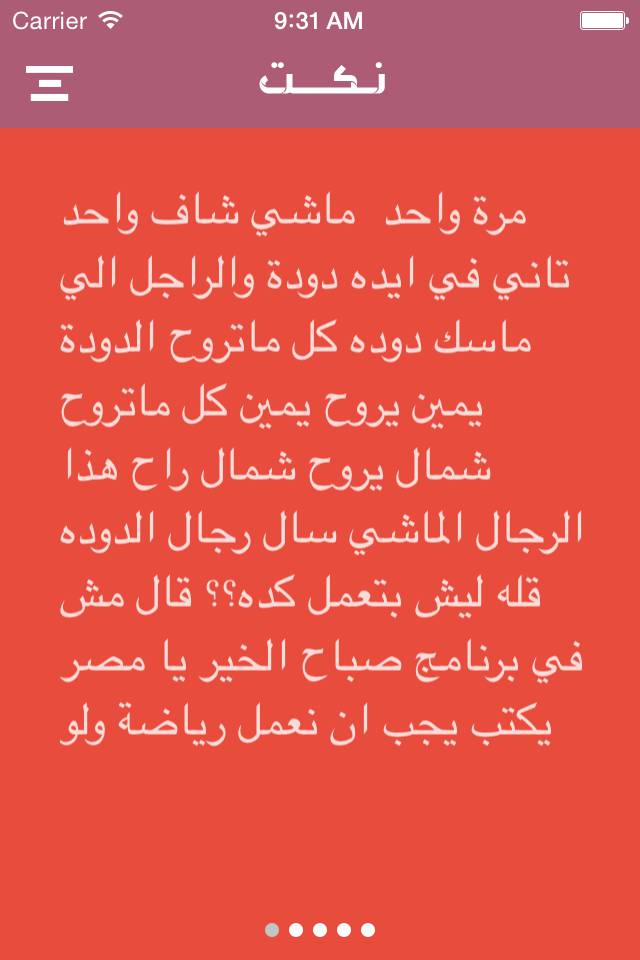 Carrier 9:31 AM
نكت
مرة واحد ماشي شاف واحد
تاني في ايده دودة والراجل الي
ماسك دوده كل ماتروح الدودة
يمين يروح يمين كل ماتروح
شمال يروح شمال راح هذا
الرجال الماشي سال رجال الدوده
قله ليش بتعمل كده؟؟ قال مش
في برنامج صباح الخير يا مصر
يكتب يجب ان نعمل رياضة ولو